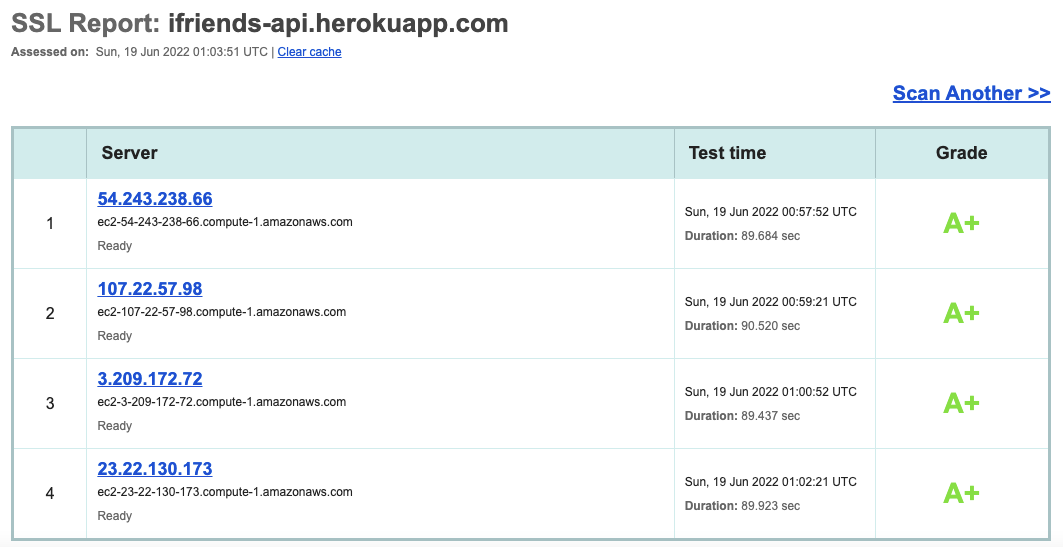 SSL Report: ifriends-api.herokuapp.com
Assessed on: Sun, 19 Jun 2022 01:03:51 UTC | Clear cache
Scan Another >>
Server Test time Grade
1
54.243.238.66
ec2-54-243-238-66.compute-1.amazonaws.com
Ready
Sun, 19 Jun 2022 00:57:52 UTC
Duration: 89.684 sec
A+
2
107.22.57.98
ec2-107-22-57-98.compute-1.amazonaws.com
Ready
Sun, 19 Jun 2022 00:59:21 UTC
Duration: 90.520 sec
A+
3
3.209.172.72
ec2-3-209-172-72.compute-1.amazonaws.com
Ready
Sun, 19 Jun 2022 01:00:52 UTC
Duration: 89.437 sec
A+
4
23.22.130.173
ec2-23-22-130-173.compute-1.amazonaws.com
Ready
Sun, 19 Jun 2022 01:02:21 UTC
Duration: 89.923 sec
A+